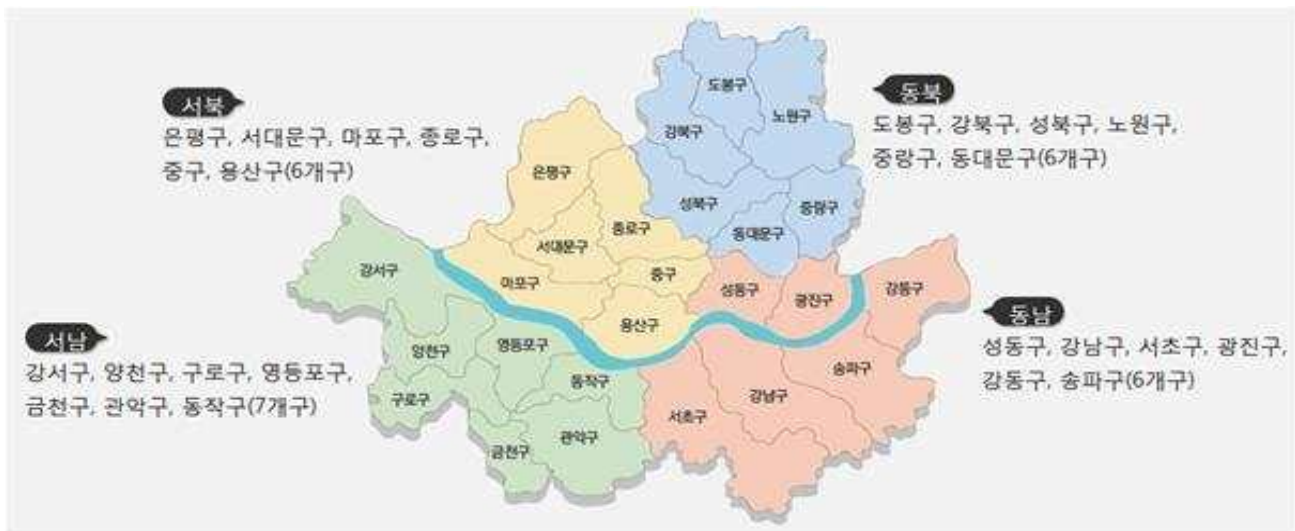 서북
은평구, 서대문구, 마포구, 종로구,
중구, 용산구(6개구)
동북
도봉구, 강북구, 성북구, 노원구,
중랑구, 동대문구(6개구)
서남
강서구, 양천구, 구로구, 영등포구,
금천구, 관악구, 동작구(7개구)
동남
성동구, 강남구, 서초구, 광진구,
강동구, 송파구(6개구)
도봉구
노원구
강북구
은평구
성북구
중랑구
종로구
동대문구
서대문구
강서구
마포구
중구
성동구
광진구
강동구
용산구
양천구
영등포구
동작구
송파구
구로구
강남구
서초구
관악구
금천구